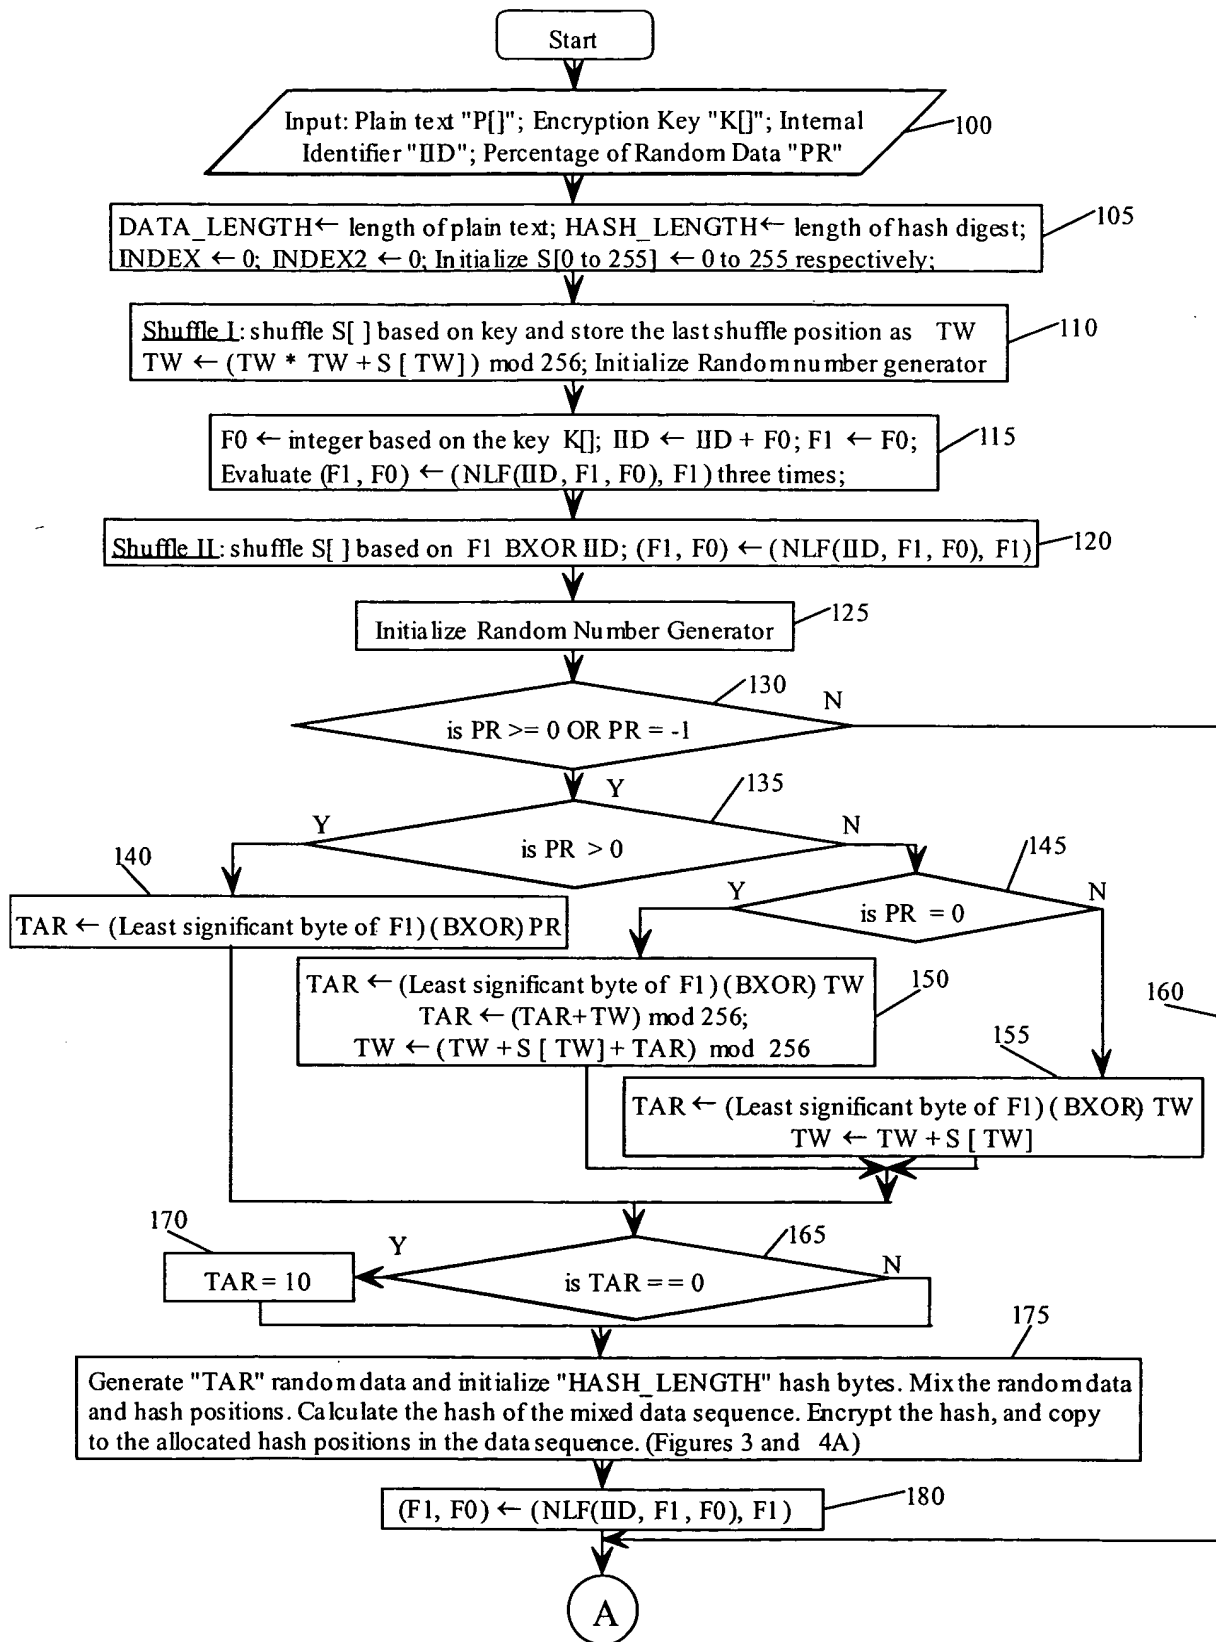 Start
Input: Plain text "P[]"; Encryption Key "K[]"; Internal
Identifier "IID"; Percentage of Random Data "PR"
100
DATA_LENGTH ← length of plain text; HASH_LENGTH ← length of hash digest;
INDEX ← 0; INDEX2 ← 0; Initialize S[0 to 255] ← 0 to 255 respectively;
105
Shuffle I: shuffle S[ ] based on key and store the last shuffle position as TW
TW ← (TW * TW + S [ TW] ) mod 256; Initialize Random number generator
110
F0 ← integer based on the key K[]; IID ← IID + F0; F1 ← F0;
Evaluate (F1, F0) ← (NLF(IID, F1, F0), F1) three times;
115
Shuffle II: shuffle S[ ] based on F1 BXOR IID; (F1, F0) ← (NLF(IID, F1, F0), F1)
120
Initialize Random Number Generator
125
130
is PR >= 0 OR PR = -1
N
Y
135
is PR > 0
Y
N
140
TAR ← (Least significant byte of F1) (BXOR) PR
145
is PR = 0
Y
N
TAR ← (Least significant byte of F1) (BXOR) TW
TAR ← (TAR+TW) mod 256;
TW ← (TW + S [ TW] + TAR) mod 256
150
160
155
TAR ← (Least significant byte of F1) (BXOR) TW
TW ← TW + S [ TW]
165
is TAR = = 0
Y
N
170
TAR = 10
175
Generate "TAR" random data and initialize "HASH_LENGTH" hash bytes. Mix the random data
and hash positions. Calculate the hash of the mixed data sequence. Encrypt the hash, and copy
to the allocated hash positions in the data sequence. (Figures 3 and 4A)
(F1, F0) ← (NLF(IID, F1, F0), F1)
180
A